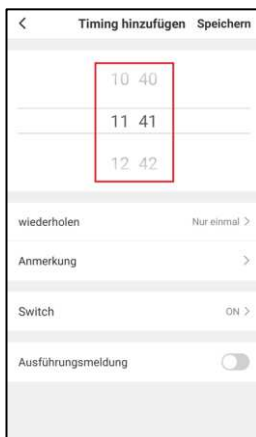 Timing hinzufügen Speichern
10 40
11 41
12 42
wiederholen Nur einmal
Anmerkung
Switch ON
Ausführungsmeldung